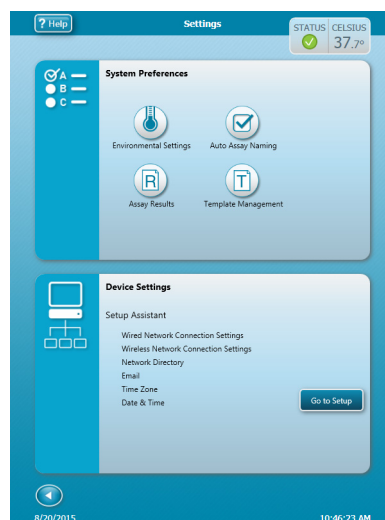 ? Help
Settings
STATUS CELSIUS
37.7°
A
B
C
System Preferences
Environmental Settings
Auto Assay Naming
R
T
Assay Results
Template Management
Device Settings
Setup Assistant
Wired Network Connection Settings
Wireless Network Connection Settings
Network Directory
Email
Time Zone
Date & Time
Go to Setup
8/20/2015
10:46:23 AM